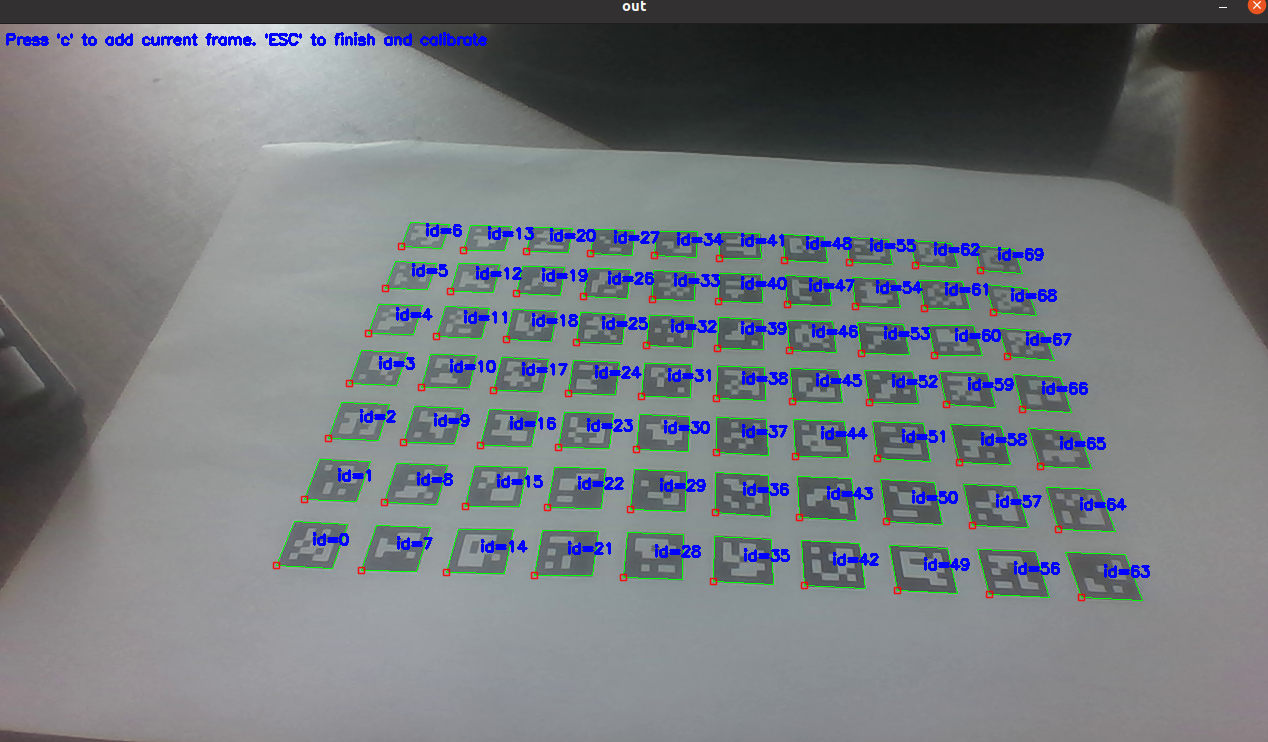 out
Press 'c' to add current frame. 'ESC' to finish and calibrate
id=6 id=13 id=20 id=27 id=34 id=41 id=48 id=55 id=62 id=69
id=5 id=12 id=19 id=26 id=33 id=40 id=47 id=54 id=61 id=68
id=4 id=11 id=18 id=25 id=32 id=39 id=46 id=53 id=60 id=67
id=3 id=10 id=17 id=24 id=31 id=38 id=45 id=52 id=59 id=66
id=2 id=9 id=16 id=23 id=30 id=37 id=44 id=51 id=58 id=65
id=1 id=8 id=15 id=22 id=29 id=36 id=43 id=50 id=57 id=64
id=0 id=7 id=14 id=21 id=28 id=35 id=42 id=49 id=56 id=63